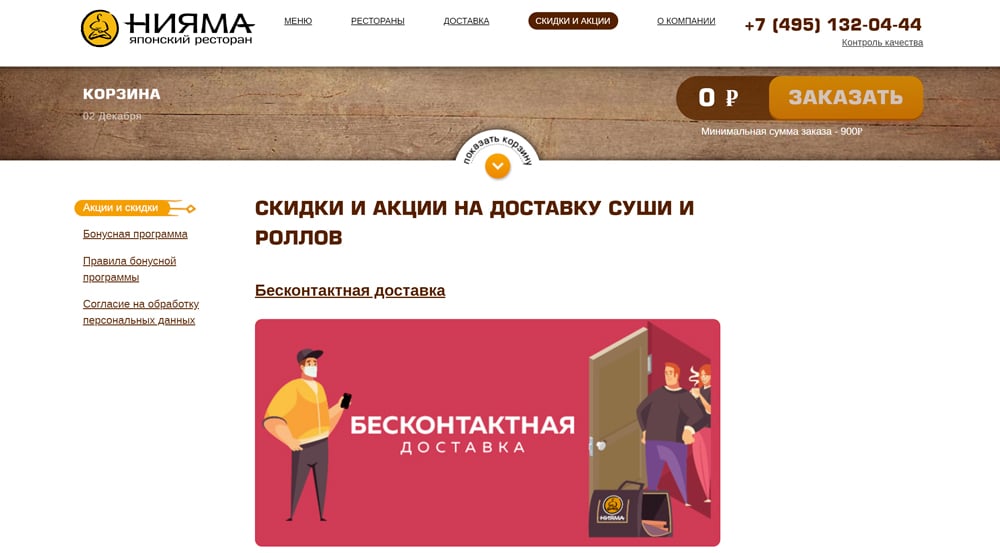 НИЯМА
японский ресторан
МЕНЮ
РЕСТОРАНЫ
ДОСТАВКА
СКИДКИ И АКЦИИ
О КОМПАНИИ
+7 (495) 132-04-44
Контроль качества
КОРЗИНА
02 Декабря
0 ₽
ЗАКАЗАТЬ
Минимальная сумма заказа - 900₽
показать корзину
Акции и скидки
Бонусная программа
Правила бонусной
программы
Согласие на обработку
персональных данных
СКИДКИ И АКЦИИ НА ДОСТАВКУ СУШИ И
РОЛЛОВ
Бесконтактная доставка
БЕСКОНТАКТНАЯ
ДОСТАВКА
НИЯМА